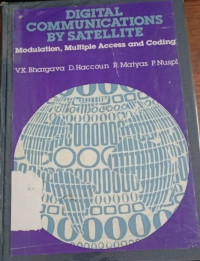 DIGITAL
COMMUNICATIONS
BY SATELLITE
Modulation, Multiple Access and Coding
V.K. Bhargava D. Haccoun R. Matyas P. Nuspl